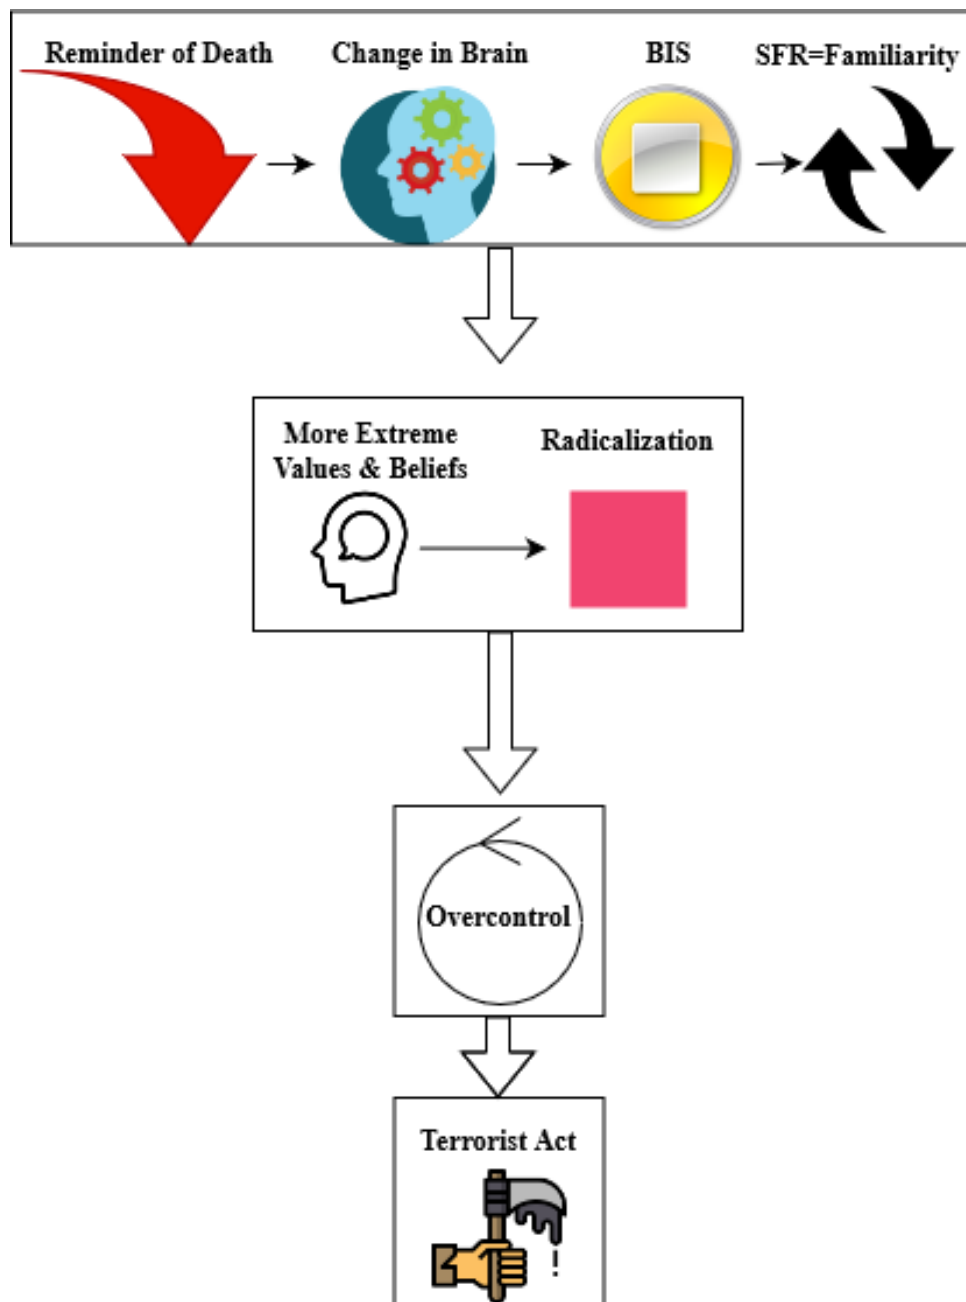 Reminder of Death
Change in Brain
BIS
SFR=Familiarity
More Extreme
Values & Beliefs
Radicalization
Overcontrol
Terrorist Act